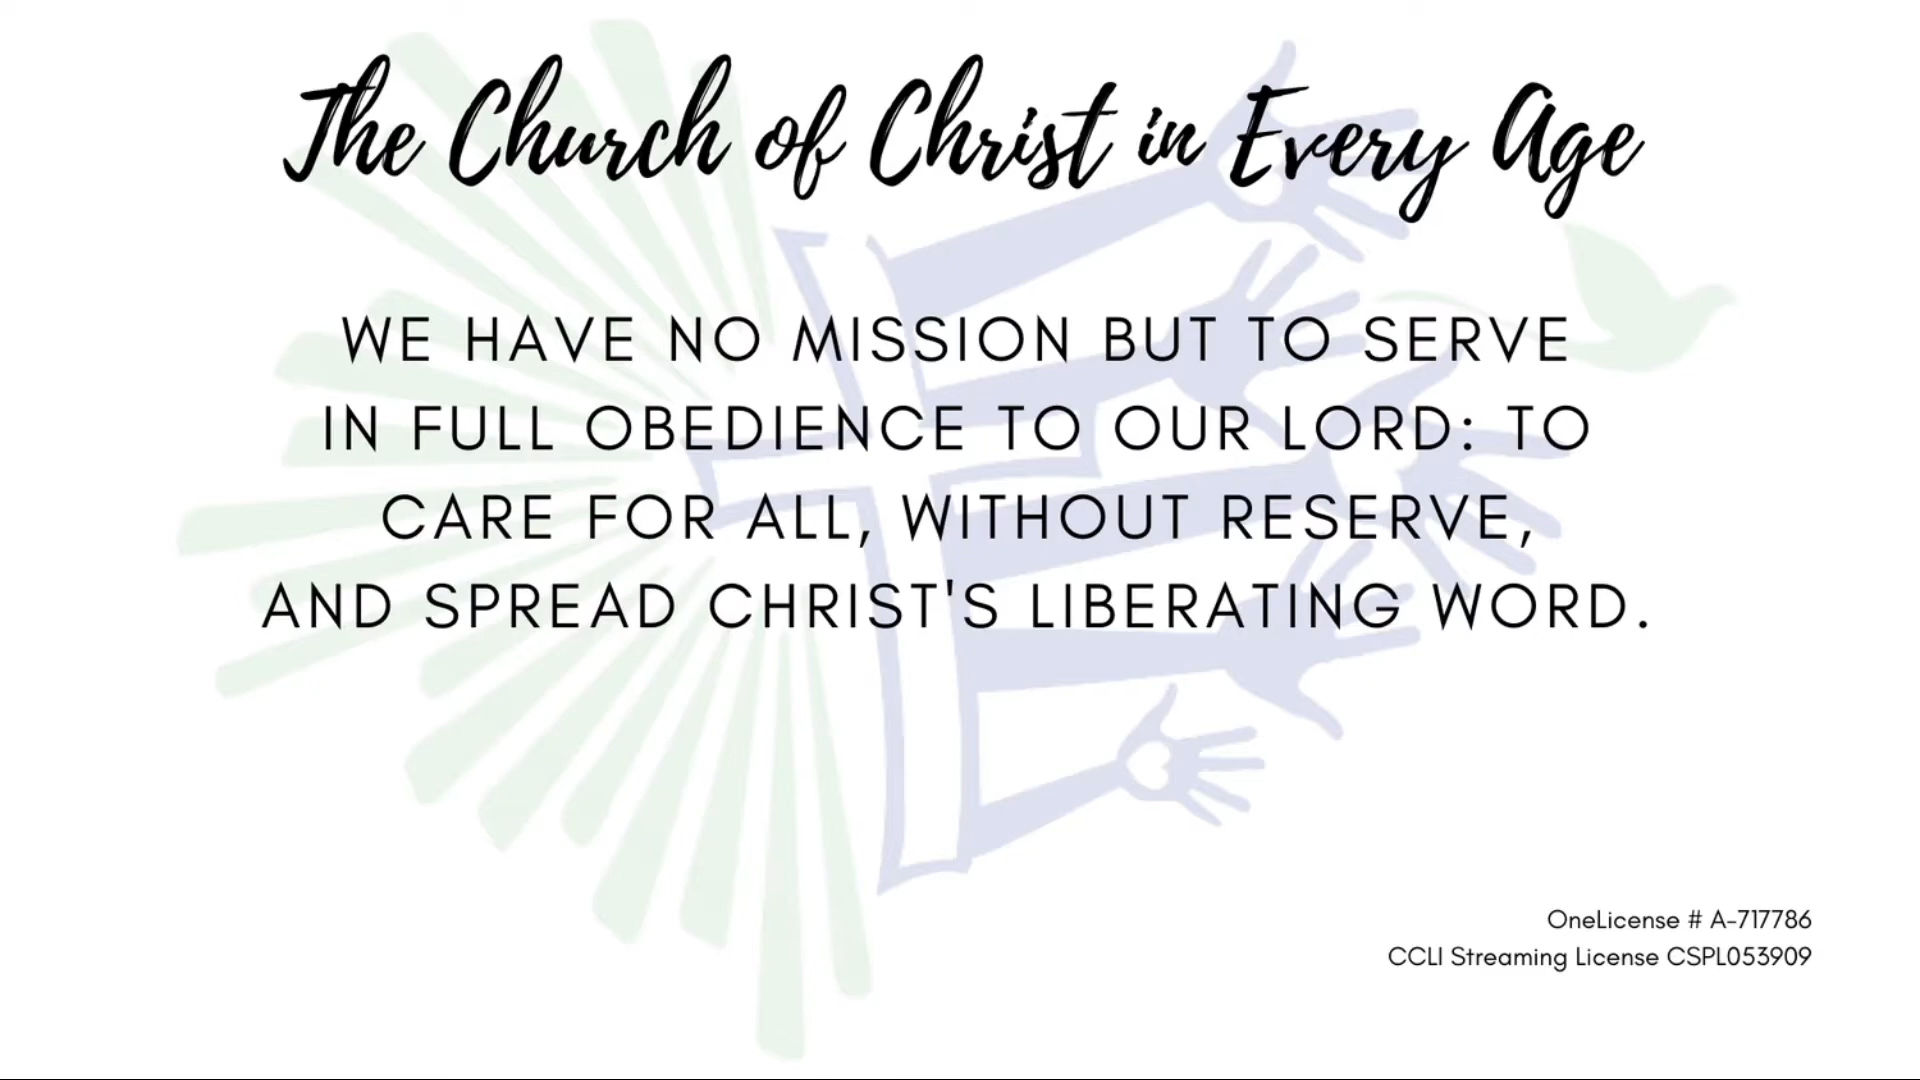 The Church of Christ in Every Age
WE HAVE NO MISSION BUT TO SERVE
IN FULL OBEDIENCE TO OUR LORD: TO
CARE FOR ALL, WITHOUT RESERVE,
AND SPREAD CHRIST'S LIBERATING WORD.
OneLicense # A-717786
CCLI Streaming License CSPL053909